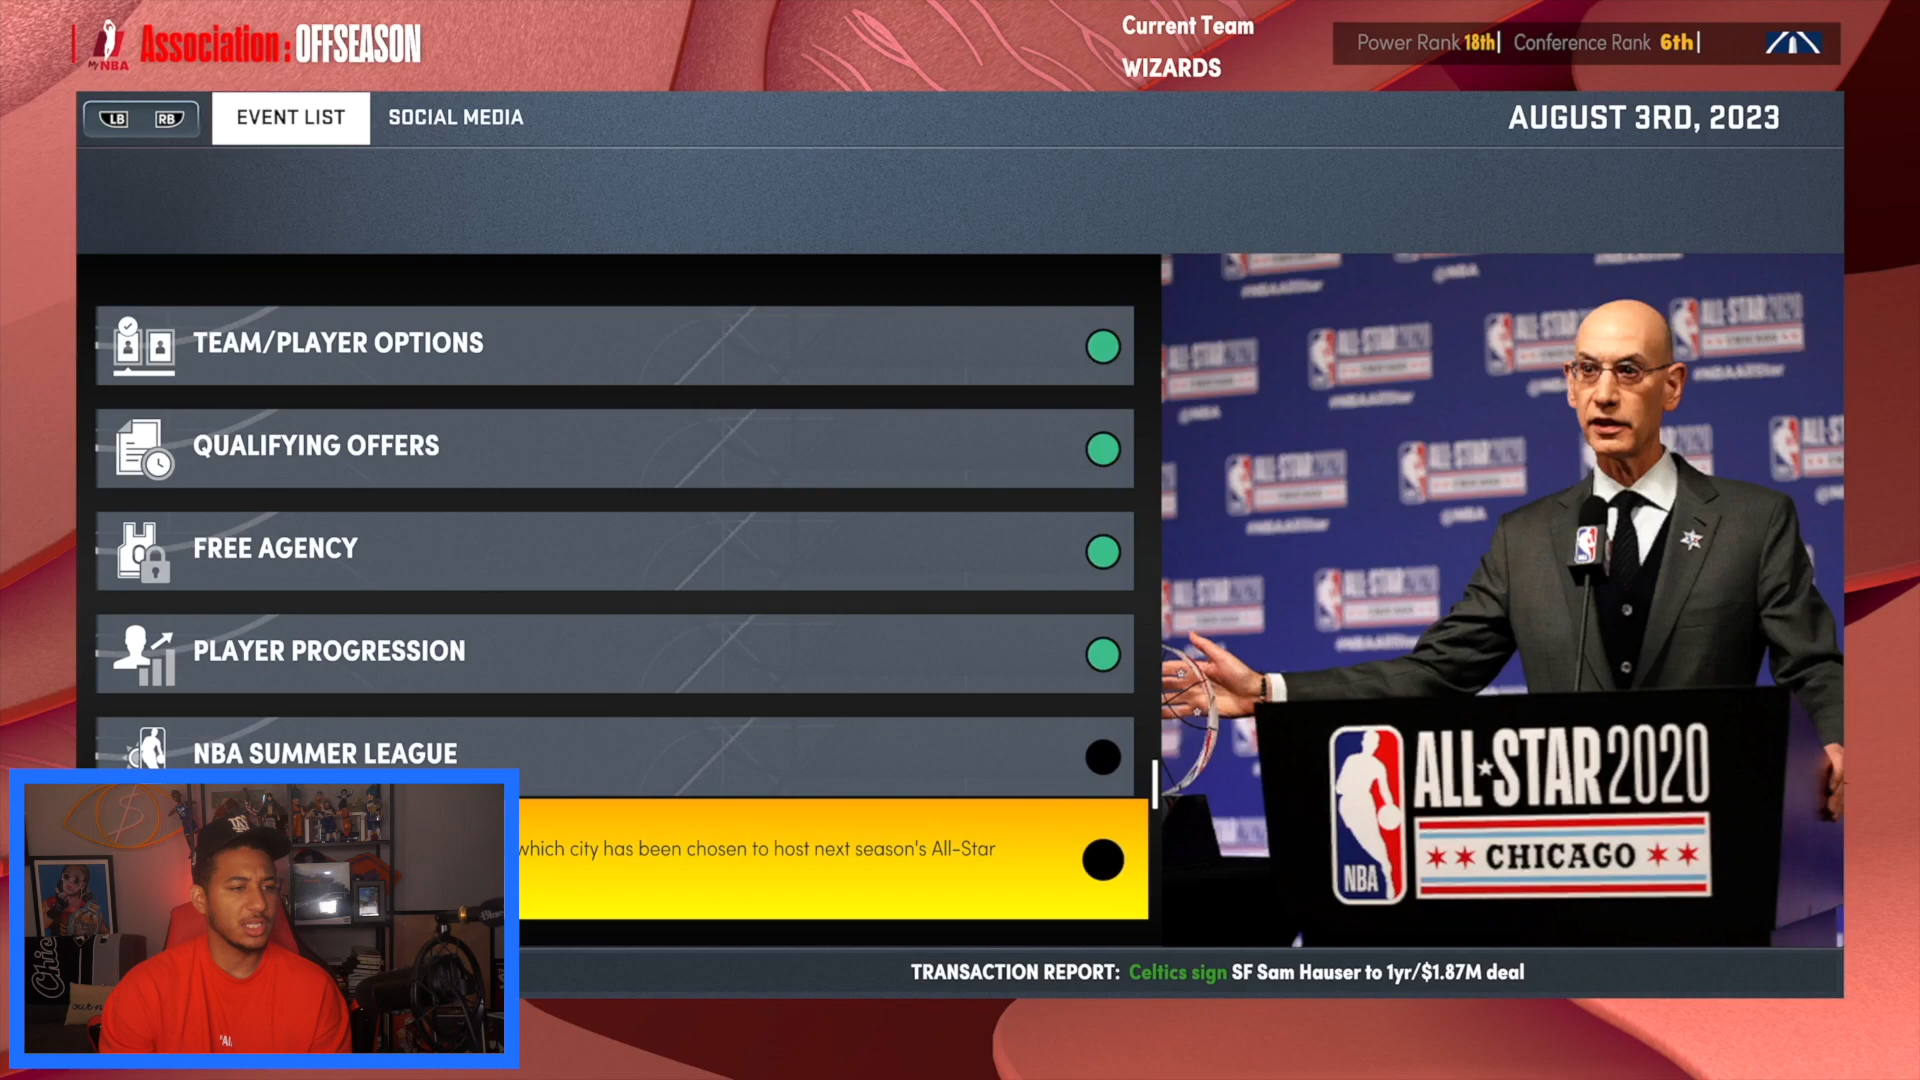 MyNBA
Association : OFFSEASON
Current Team
WIZARDS
Power Rank 18th| Conference Rank 6th|
LB RB
EVENT LIST
SOCIAL MEDIA
AUGUST 3RD, 2023
TEAM/PLAYER OPTIONS
QUALIFYING OFFERS
FREE AGENCY
PLAYER PROGRESSION
NBA SUMMER LEAGUE
which city has been chosen to host next season's All-Star
ALL★STAR 2020
CHICAGO
NBA
TRANSACTION REPORT: Celtics sign SF Sam Hauser to 1yr/$1.87M deal
Chic
"AI,